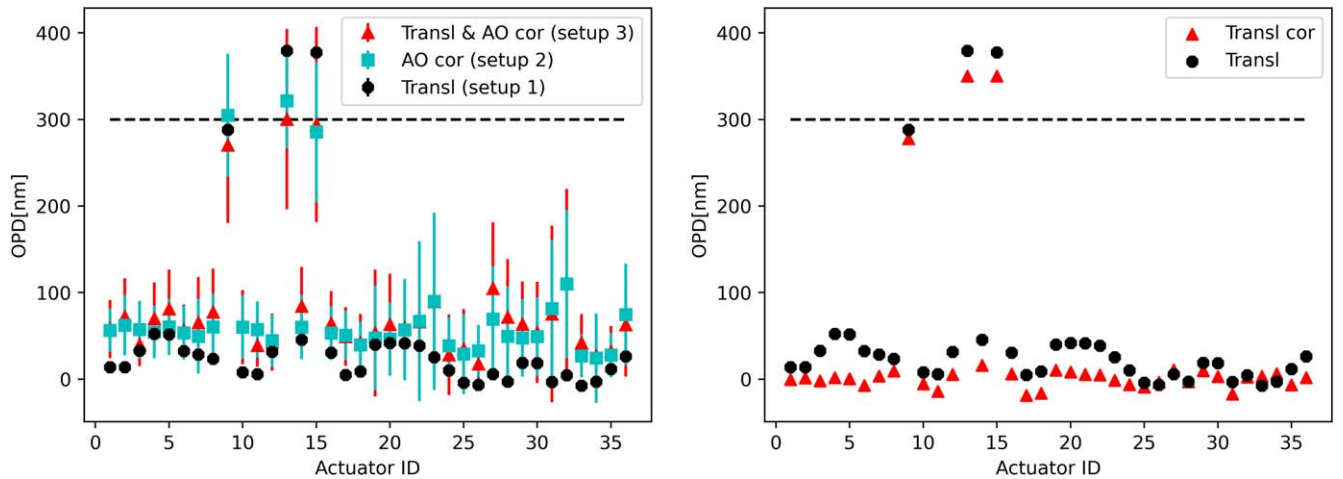 OPD[nm]
400
300
200
100
0
Transl & AO cor (setup 3)
AO cor (setup 2)
Transl (setup 1)
0 5 10 15 20 25 30 35
Actuator ID
OPD[nm]
400
300
200
100
0
Transl cor
Transl
0 5 10 15 20 25 30 35
Actuator ID